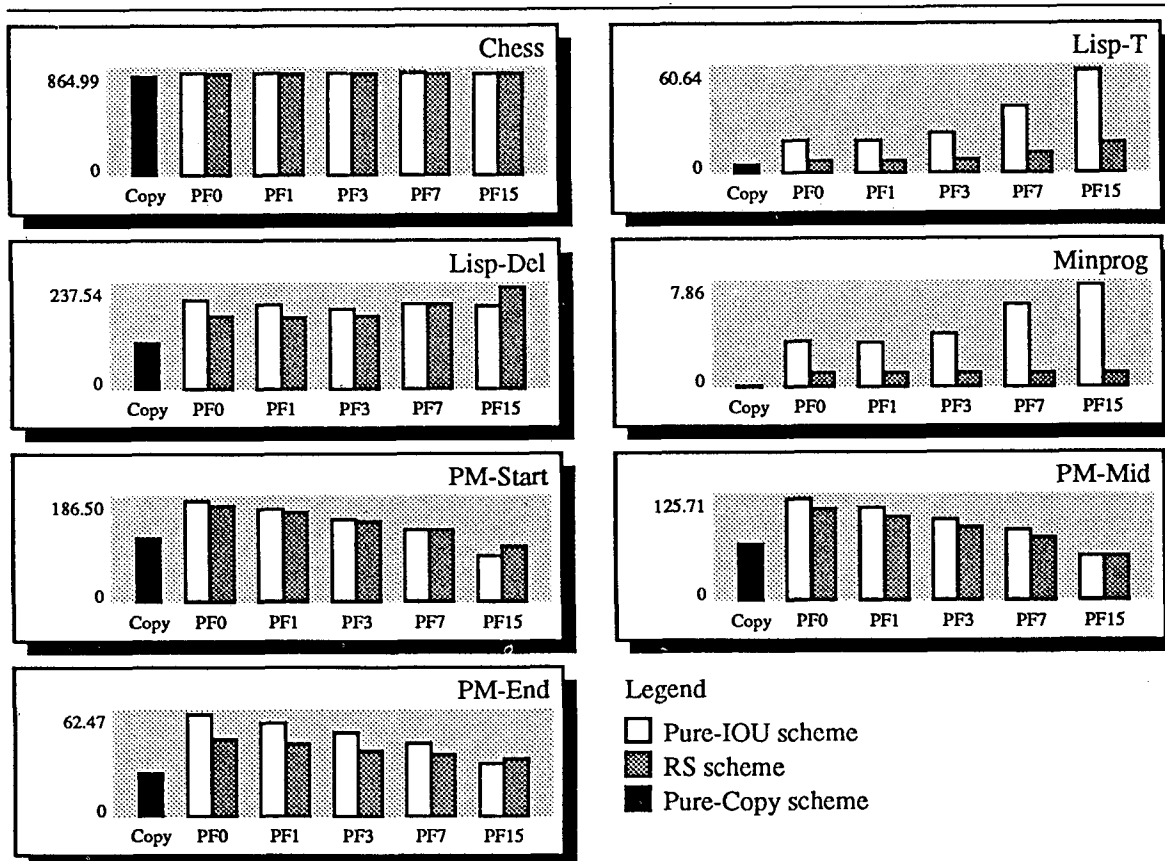 Chess
864.99
0
Copy PF0 PF1 PF3 PF7 PF15
Lisp-T
60.64
0
Copy PF0 PF1 PF3 PF7 PF15
Lisp-Del
237.54
0
Copy PF0 PF1 PF3 PF7 PF15
Minprog
7.86
0
Copy PF0 PF1 PF3 PF7 PF15
PM-Start
186.50
0
Copy PF0 PF1 PF3 PF7 PF15
PM-Mid
125.71
0
Copy PF0 PF1 PF3 PF7 PF15
PM-End
62.47
0
Copy PF0 PF1 PF3 PF7 PF15
Legend
Pure-IOU scheme
RS scheme
Pure-Copy scheme